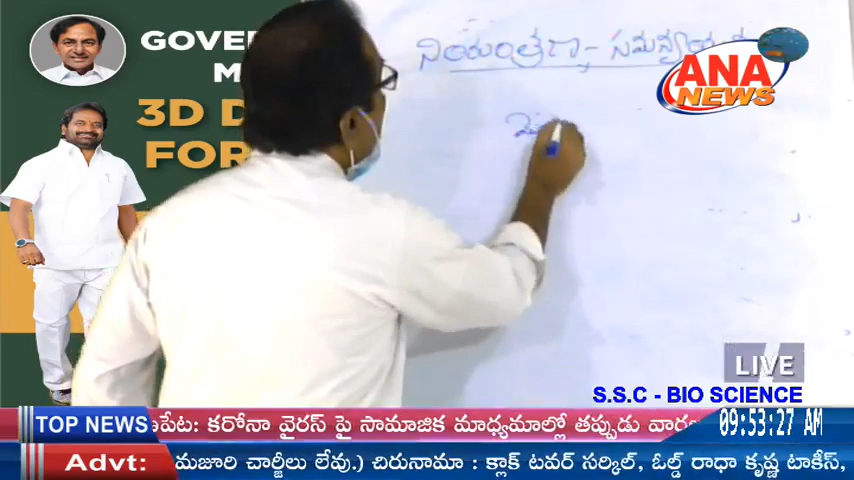 GOVER
M
3D D
FOR
నియంత్రణ - సమన్వయం
ANA
NEWS
LIVE
S.S.C - BIO SCIENCE
TOP NEWS
పేట: కరోనా వైరస్ పై సామాజిక మాధ్యమాల్లో తప్పుడు
09:53:27 AM
Advt:
మజూరి చార్జీలు లేవు.) చిరునామా : క్లాక్ టవర్ సర్కిల్, ఓల్డ్ రాధా కృష్ణ టాకీస్,